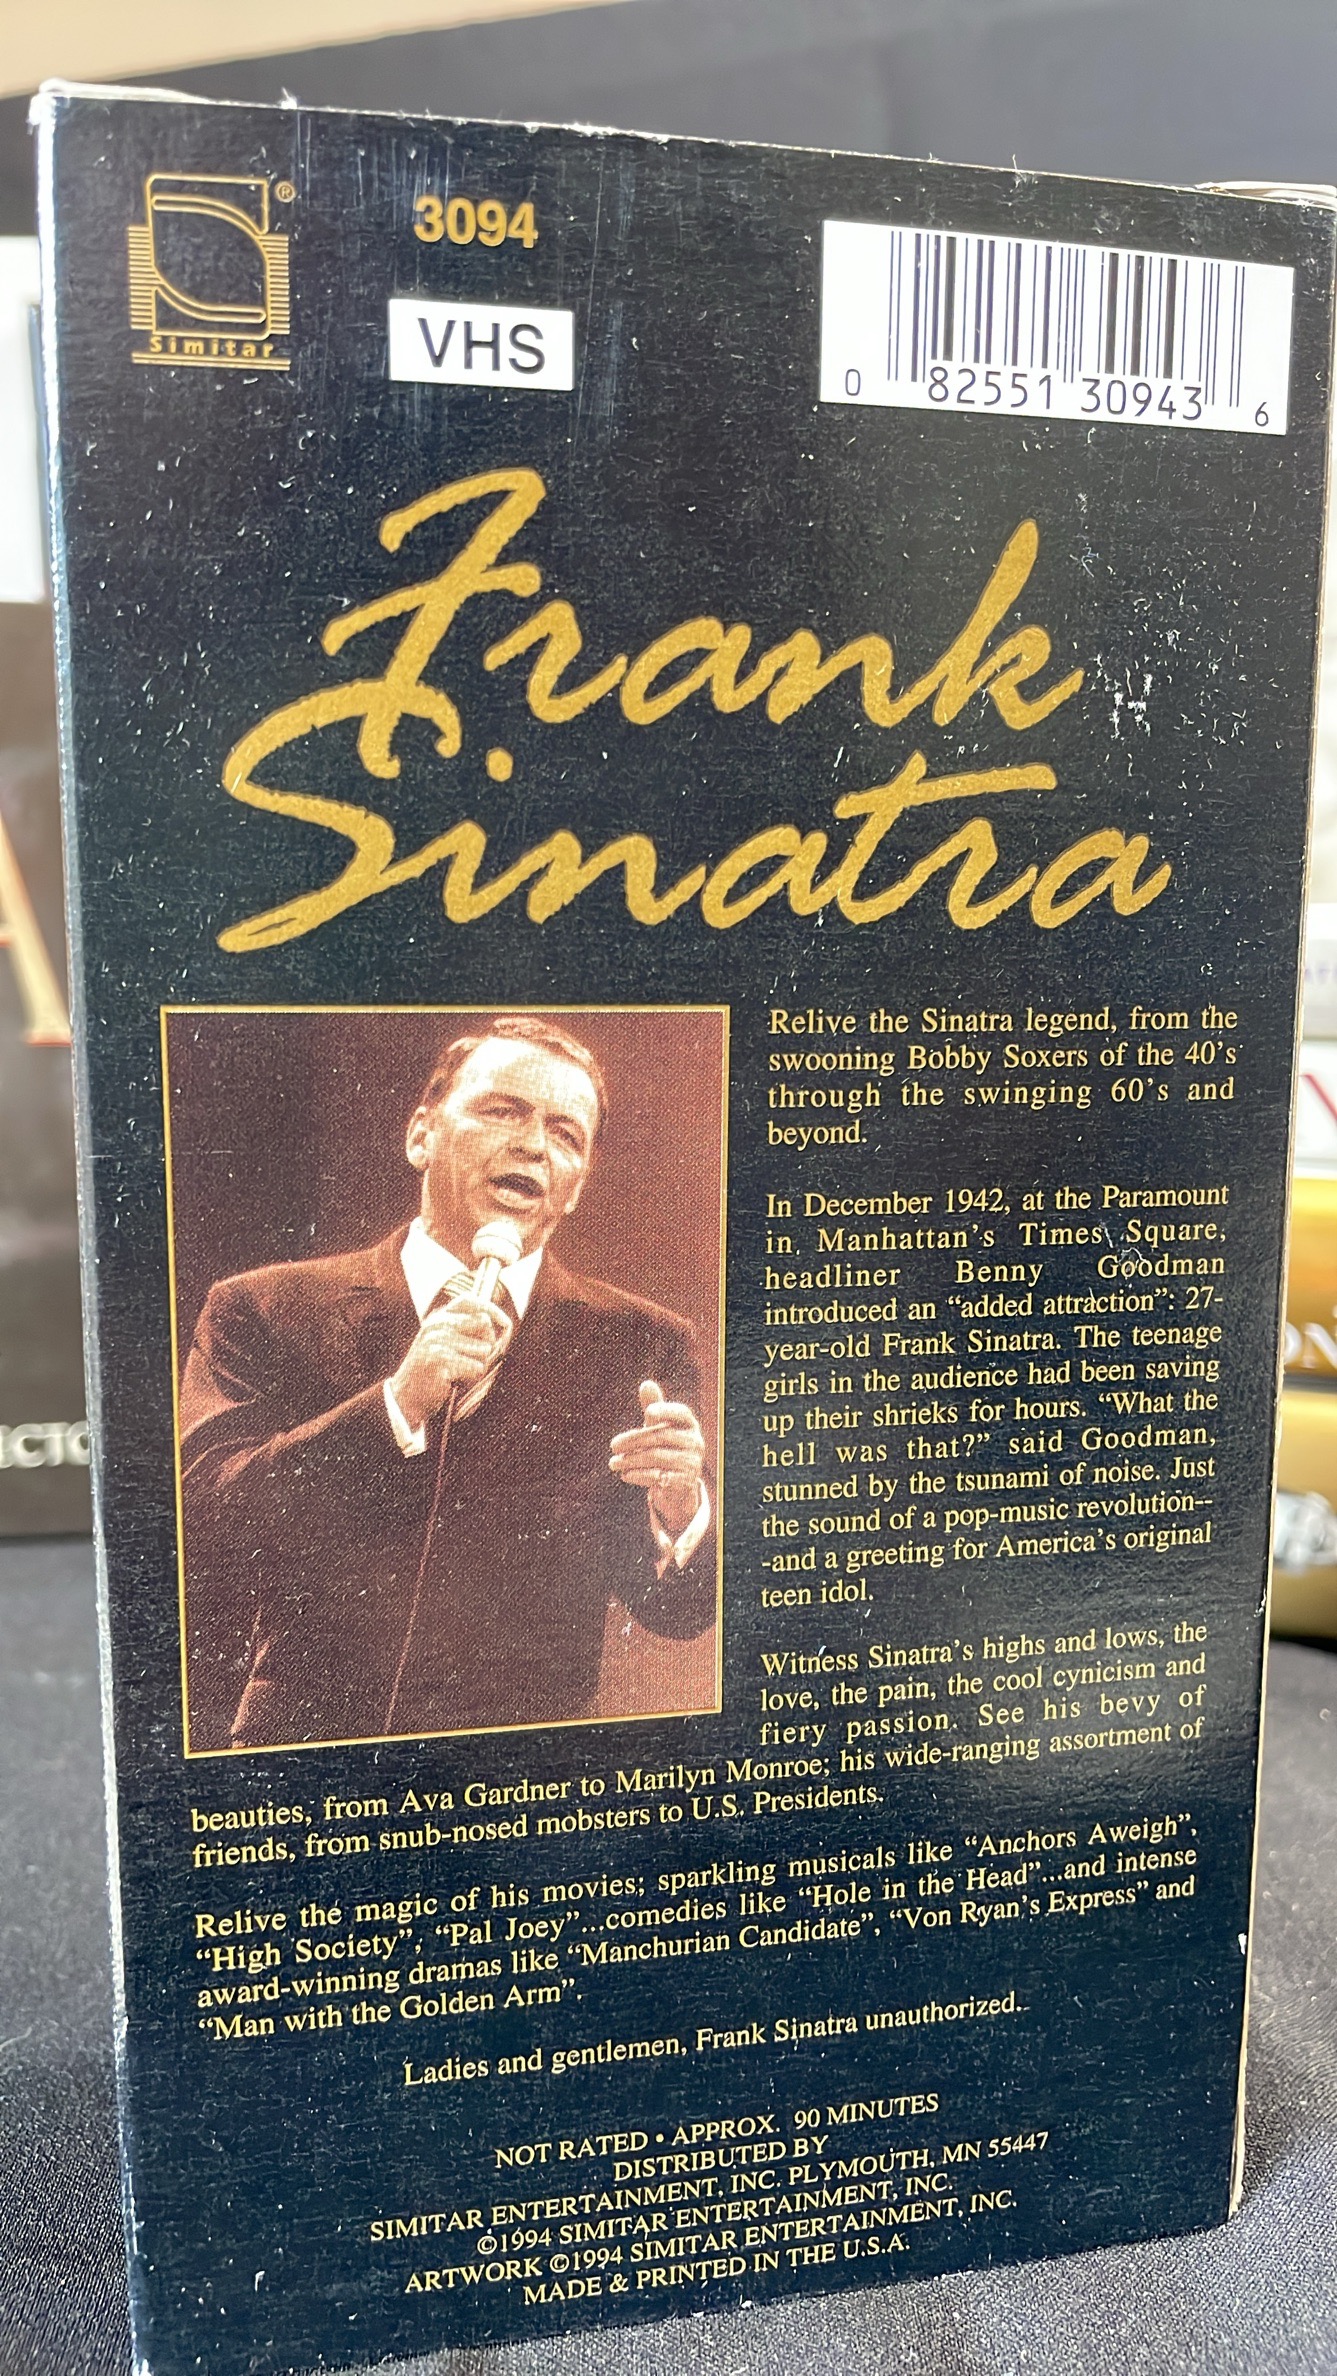 Simitar ®
3094
VHS
0 82551 30943 6
Frank
Sinatra
Relive the Sinatra legend, from the
swooning Bobby Soxers of the 40's
through the swinging 60's and
beyond.
In December 1942, at the Paramount
in Manhattan's Times Square,
headliner Benny Goodman
introduced an “added attraction”: 27-
year-old Frank Sinatra. The teenage
girls in the audience had been saving
up their shrieks for hours. “What the
hell was that?” said Goodman,
stunned by the tsunami of noise. Just
the sound of a pop-music revolution--
-and a greeting for America's original
teen idol.
Witness Sinatra's highs and lows, the
love, the pain, the cool cynicism and
fiery passion. See his bevy of
beauties, from Ava Gardner to Marilyn Monroe; his wide-ranging assortment of
friends, from snub-nosed mobsters to U.S. Presidents.
Relive the magic of his movies; sparkling musicals like “Anchors Aweigh”,
“High Society”, “Pal Joey”...comedies like “Hole in the Head”...and intense
award-winning dramas like “Manchurian Candidate”, “Von Ryan's Express” and
“Man with the Golden Arm”.
Ladies and gentlemen, Frank Sinatra unauthorized..
NOT RATED • APPROX. 90 MINUTES
DISTRIBUTED BY
SIMITAR ENTERTAINMENT, INC. PLYMOUTH, MN 55447
©1994 SIMITAR ENTERTAINMENT, INC.
ARTWORK ©1994 SIMITAR ENTERTAINMENT, INC.
MADE & PRINTED IN THE U.S.A.